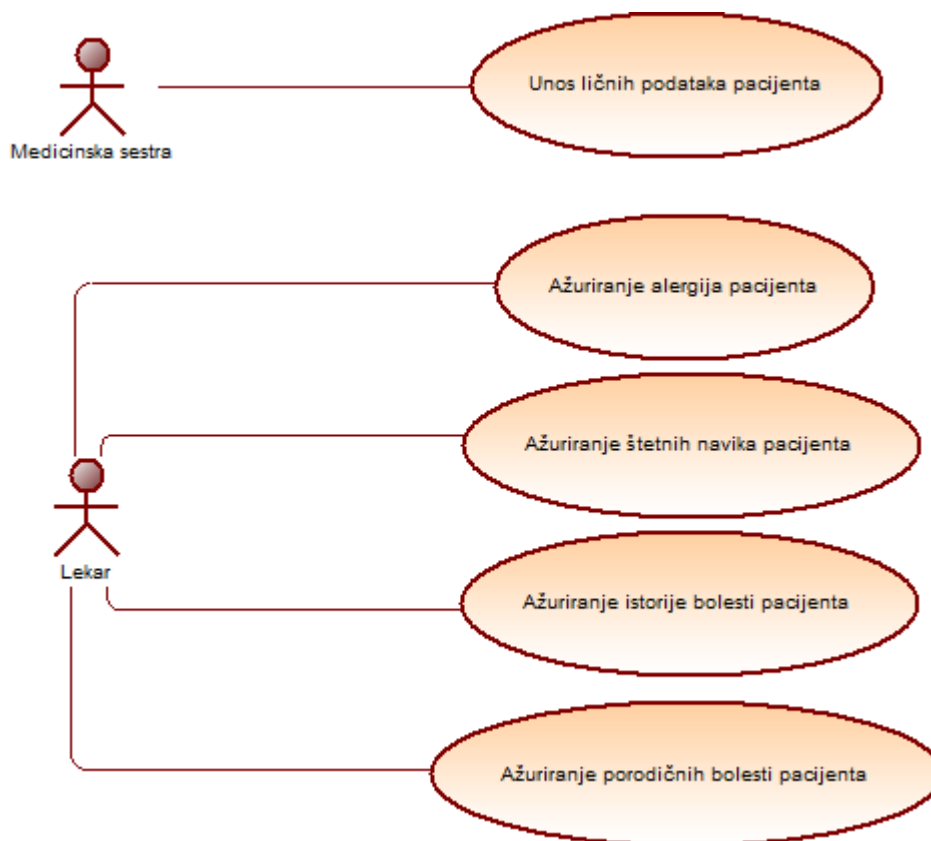 Unos ličnih podataka pacijenta
Medicinska sestra
Ažuriranje alergija pacijenta
Ažuriranje štetnih navika pacijenta
Lekar
Ažuriranje istorije bolesti pacijenta
Ažuriranje porodičnih bolesti pacijenta